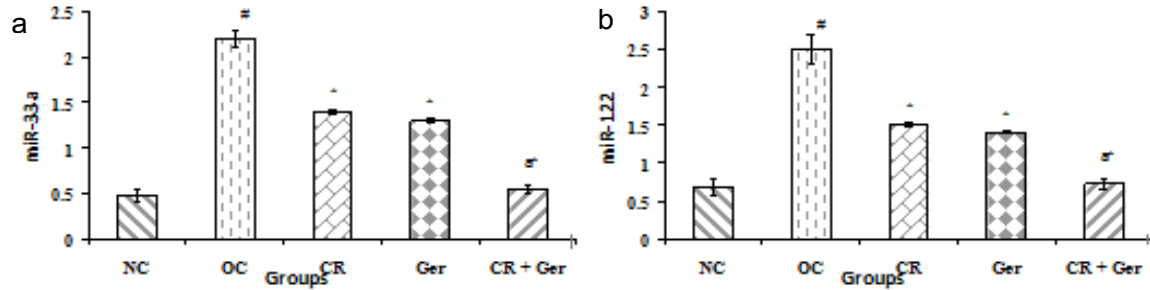 a
2.5
2
1.5
1
0.5
0
miR-33a
#
*
*
a*
NC OC CR Ger CR + Ger
Groups
b
3
2.5
2
1.5
1
0.5
0
miR-122
#
*
*
a*
NC OC CR Ger CR + Ger
Groups